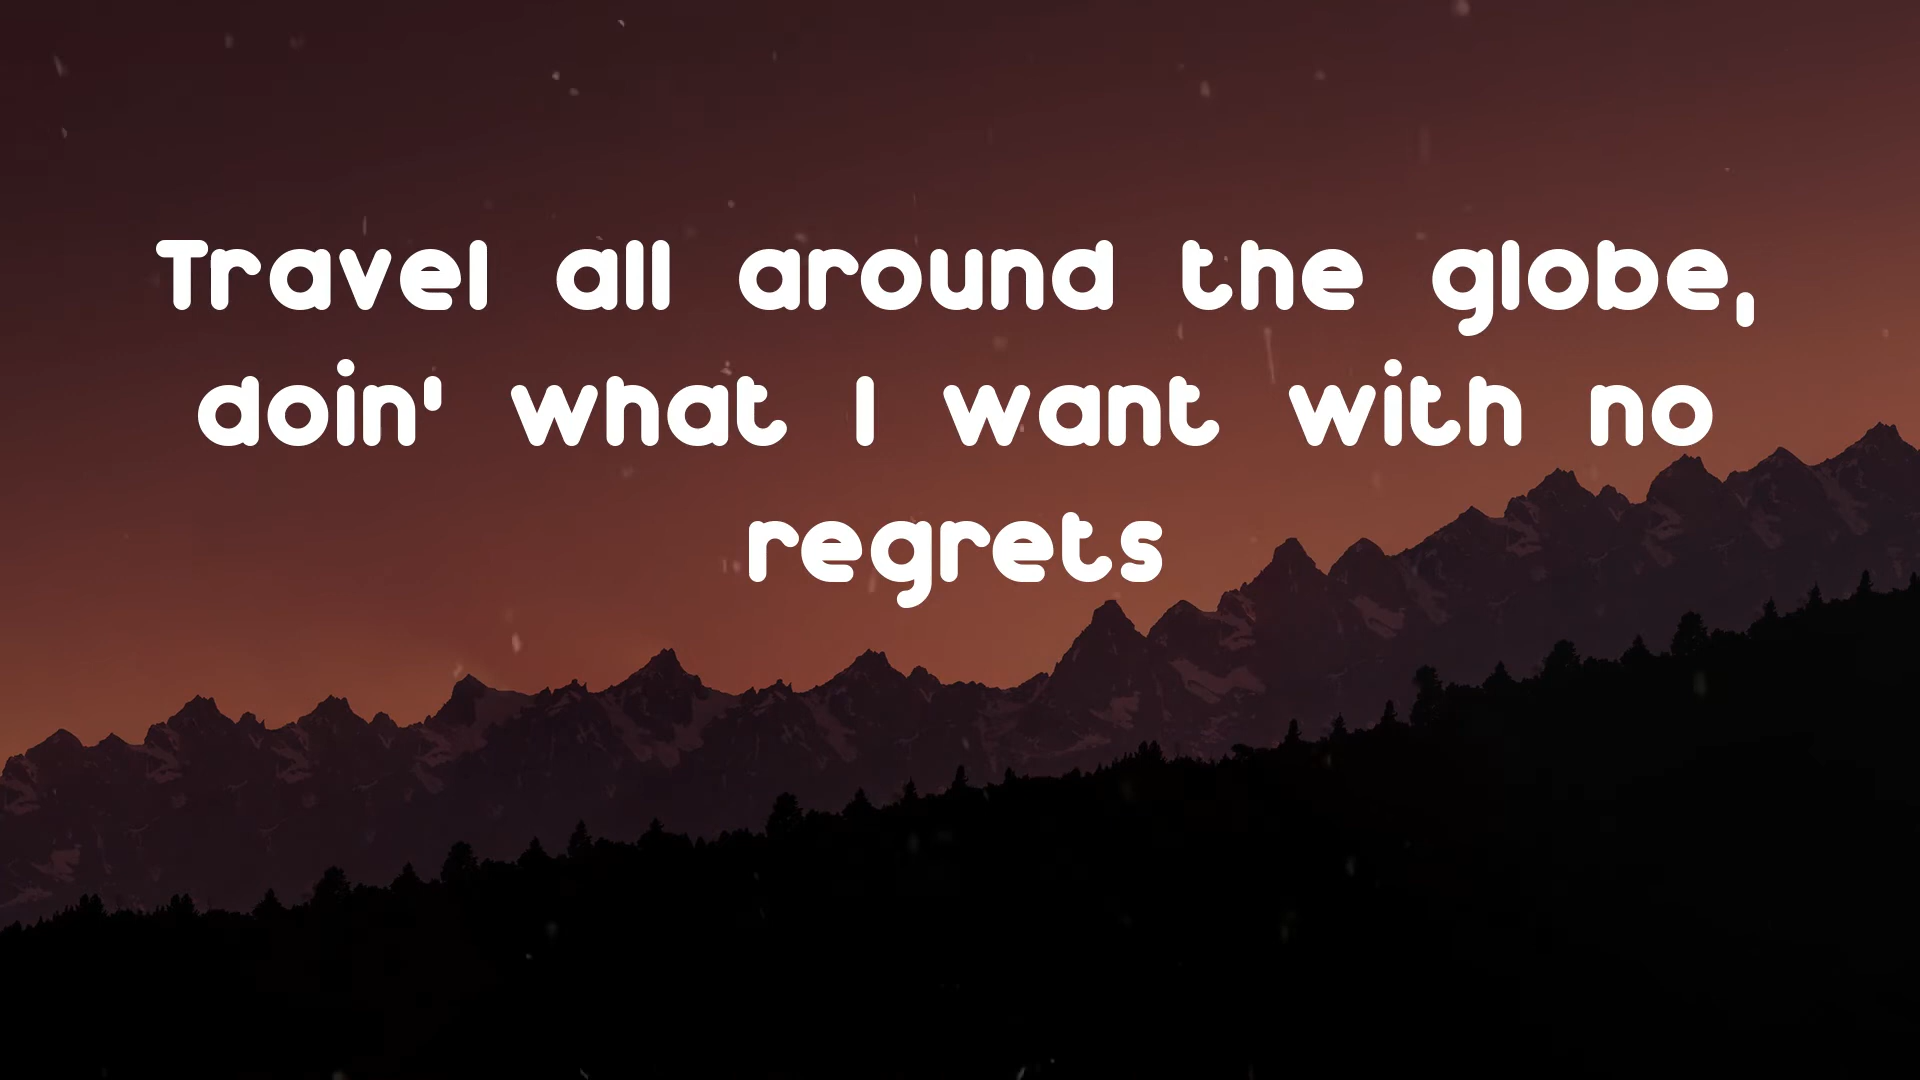 Travel all around the globe,
doin' what I want with no
regrets